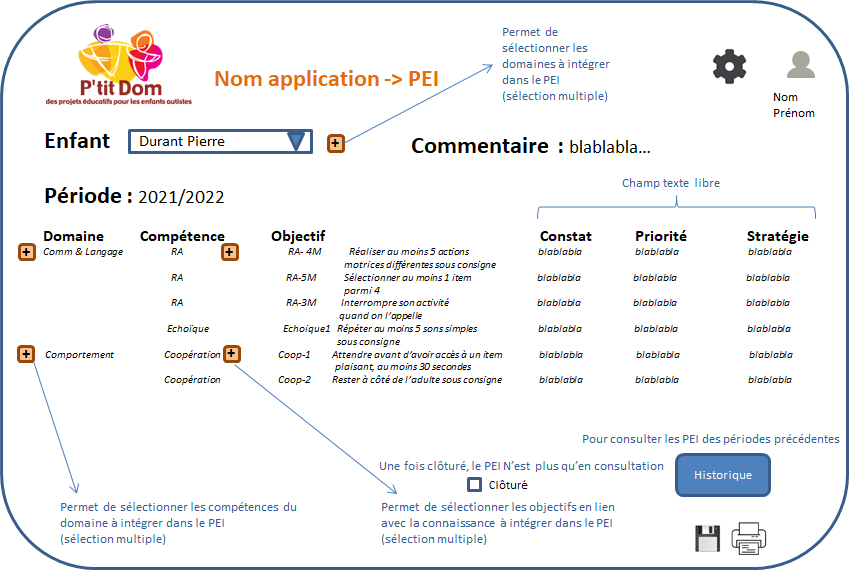 P'tit Dom
des projets éducatifs pour les enfants autistes
Nom application -> PEI
Permet de
sélectionner les
domaines à intégrer
dans le PEI
(sélection multiple)
Nom
Prénom
Enfant
Durant Pierre
+
Commentaire : blablabla...
Période : 2021/2022
Champ texte libre
Domaine Compétence Objectif Constat Priorité Stratégie
+ Comm & Langage RA + RA- 4M Réaliser au moins 5 actions blablabla blablabla blablabla
motrices différentes sous consigne
RA RA-5M Sélectionner au moins 1 item blablabla blablabla blablabla
parmi 4
RA RA-3M Interrompre son activité blablabla blablabla blablabla
quand on l'appelle
Echoïque Echoique1 Répéter au moins 5 sons simples blablabla blablabla blablabla
sous consigne
+ Comportement Coopération + Coop-1 Attendre avant d'avoir accès à un item blablabla blablabla blablabla
plaisant, au moins 30 secondes
Coopération Coop-2 Rester à côté de l'adulte sous consigne blablabla blablabla blablabla
Pour consulter les PEI des périodes précédentes
Une fois clôturé, le PEI N'est plus qu'en consultation
Clôturé
Historique
Permet de sélectionner les compétences du
domaine à intégrer dans le PEI
(sélection multiple)
Permet de sélectionner les objectifs en lien
avec la connaissance à intégrer dans le PEI
(sélection multiple)